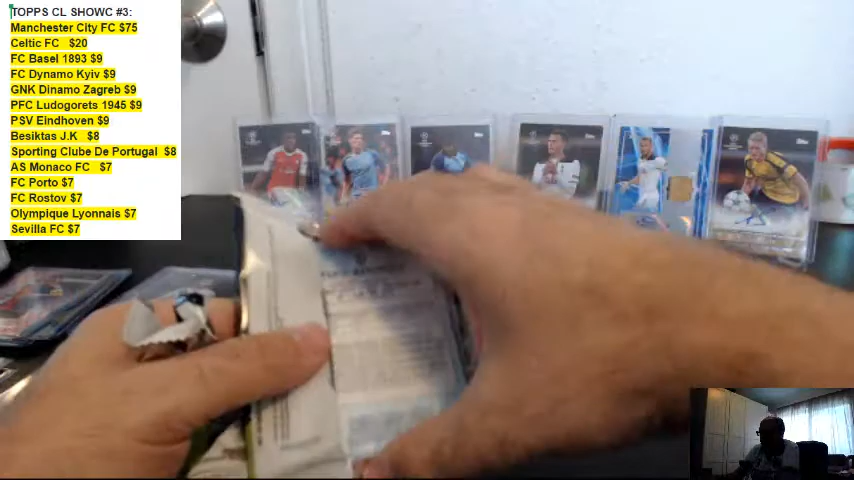 TOPPS CL SHOWC #3:
Manchester City FC $75
Celtic FC $20
FC Basel 1893 $9
FC Dynamo Kyiv $9
GNK Dinamo Zagreb $9
PFC Ludogorets 1945 $9
PSV Eindhoven $9
Besiktas J.K $8
Sporting Clube De Portugal $8
AS Monaco FC $7
FC Porto $7
FC Rostov $7
Olympique Lyonnais $7
Sevilla FC $7